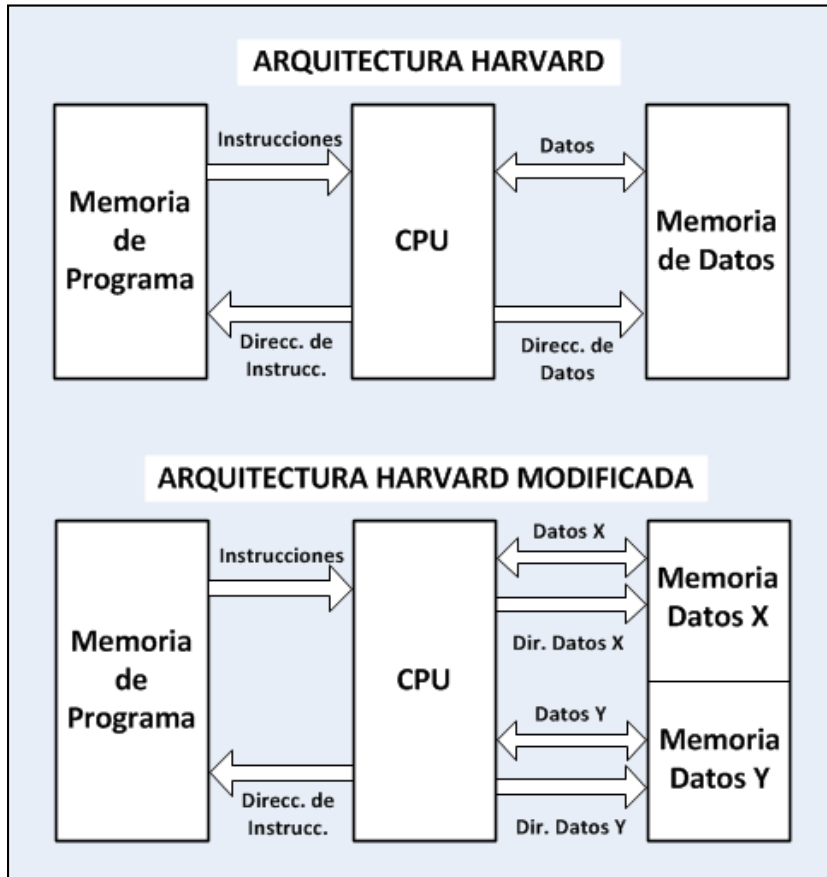 ARQUITECTURA HARVARD
Instrucciones
Datos
Memoria
de
Programa
CPU
Memoria
de Datos
Direcc. de
Instrucc.
Direcc. de
Datos
ARQUITECTURA HARVARD MODIFICADA
Instrucciones
Datos X
Memoria
Datos X
Dir. Datos X
Memoria
de
Programa
CPU
Datos Y
Memoria
Datos Y
Direcc. de
Instrucc.
Dir. Datos Y